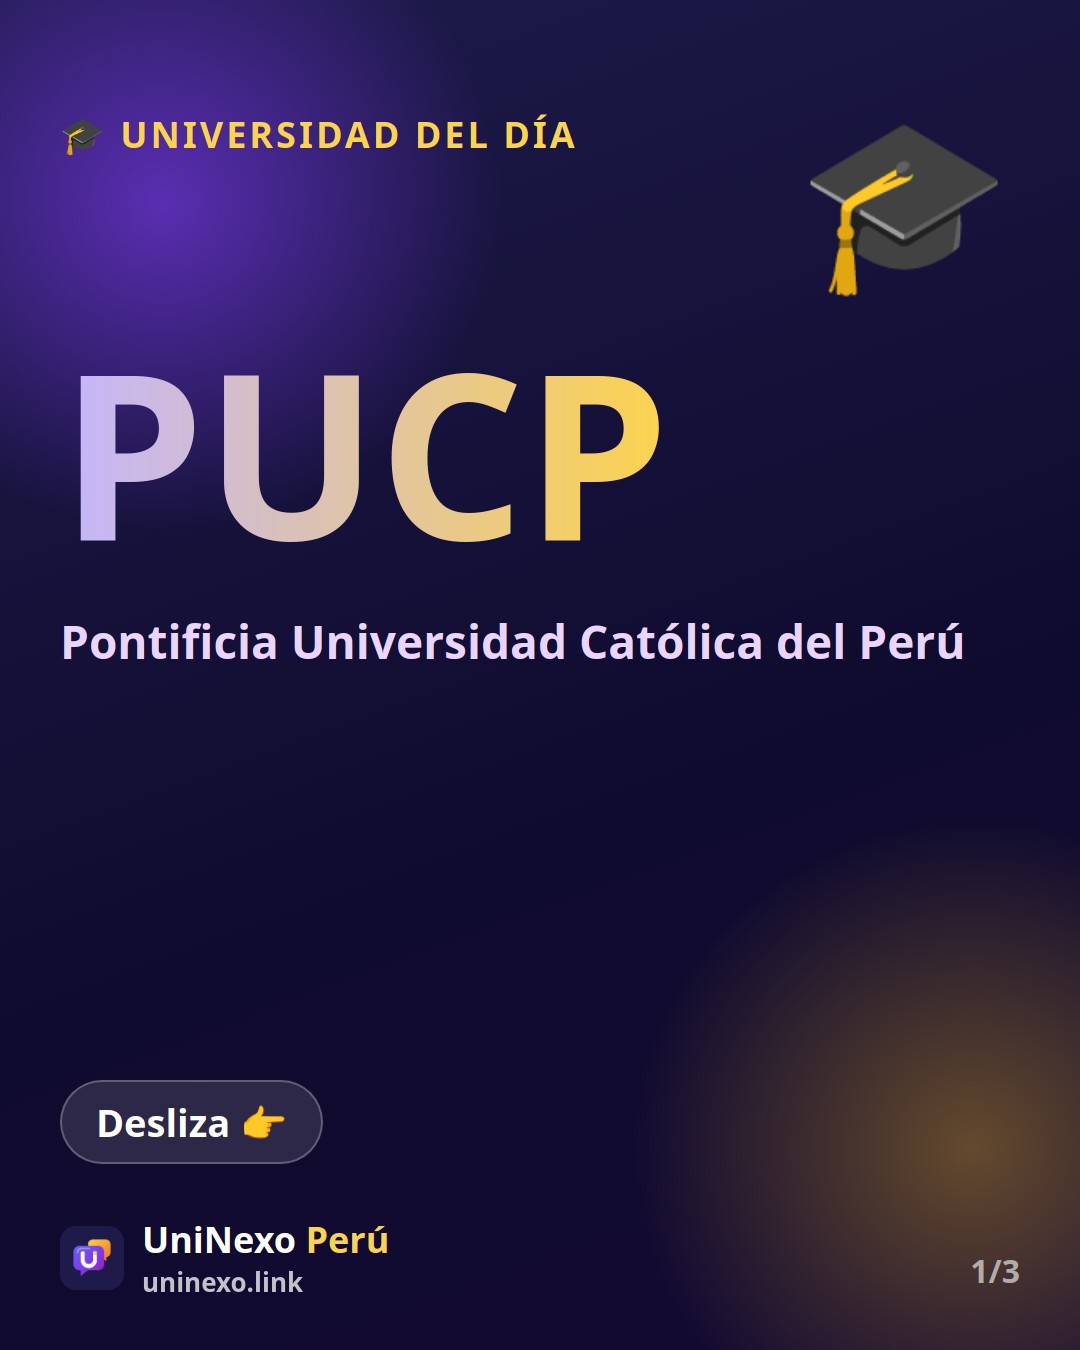 🎓 UNIVERSIDAD DEL DÍA
PUCP
Pontificia Universidad Católica del Perú
Desliza 👉
U
UniNexo Perú
uninexo.link
1/3